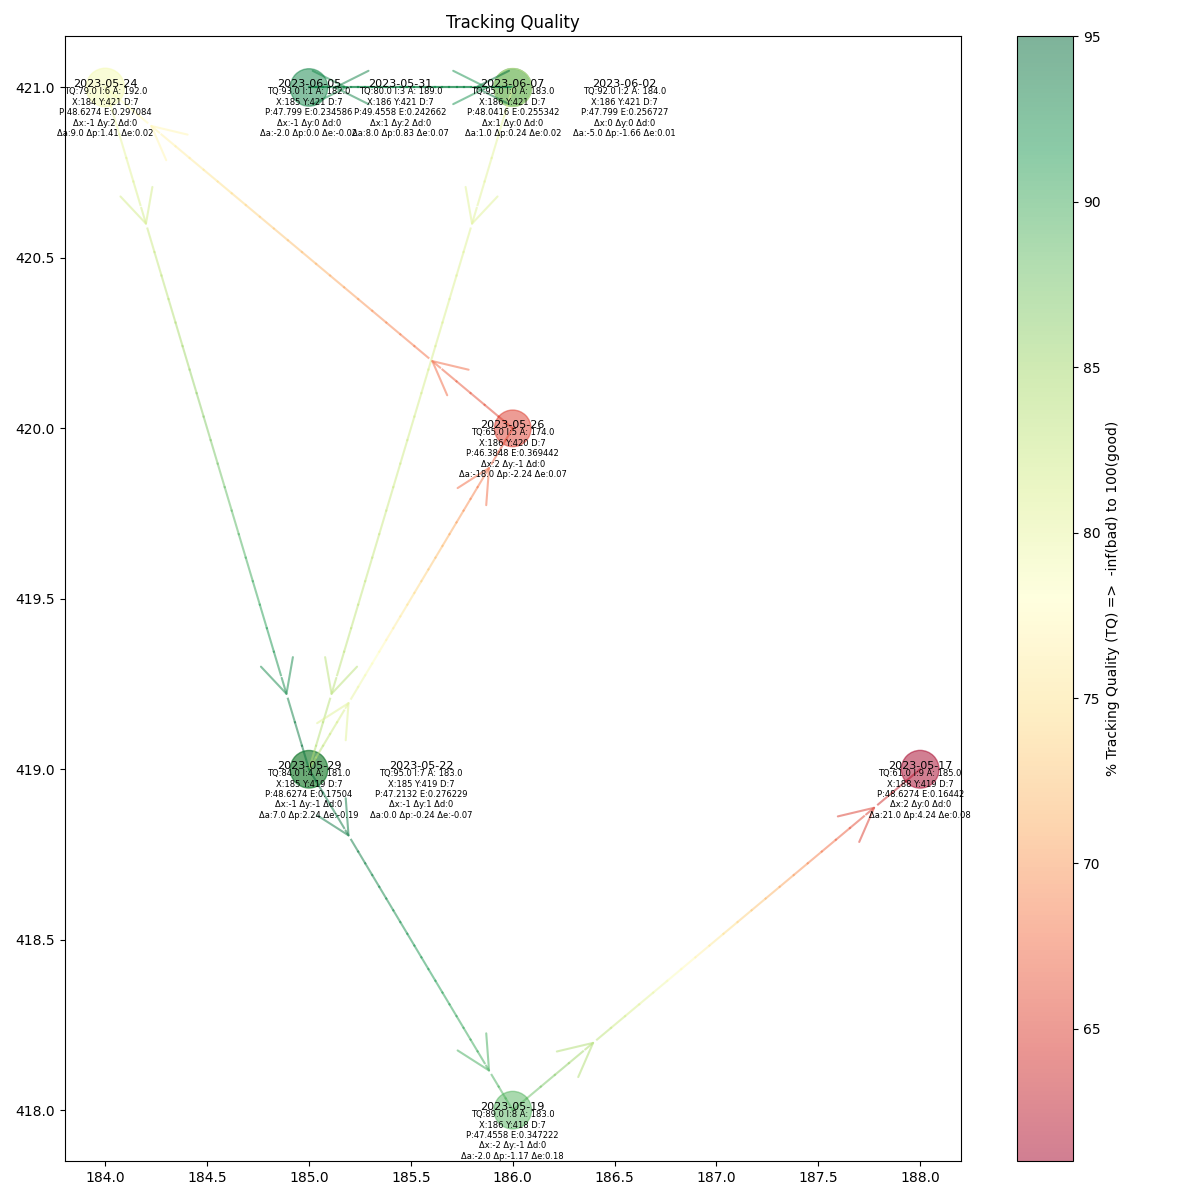 Tracking Quality
2023-05-24
TQ:79.0 I:6 A: 192.0
X:184 Y:421 D:7
P:48.6274 E:0.297084
Δx:-1 Δy:2 Δd:0
Δa:9.0 Δp:1.41 Δe:0.02
2023-06-05
TQ:93.0 I:1 A: 182.0
X:185 Y:421 D:7
P:47.799 E:0.234586
Δx:-1 Δy:0 Δd:0
Δa:-2.0 Δp:0.0 Δe:-0.02
2023-05-31
TQ:80.0 I:3 A: 189.0
X:186 Y:421 D:7
P:49.4558 E:0.242662
Δx:1 Δy:2 Δd:0
Δa:8.0 Δp:0.83 Δe:0.07
2023-06-07
TQ:95.0 I:0 A: 183.0
X:186 Y:421 D:7
P:48.0416 E:0.255342
Δx:1 Δy:0 Δd:0
Δa:1.0 Δp:0.24 Δe:0.02
2023-06-02
TQ:92.0 I:2 A: 184.0
X:186 Y:421 D:7
P:47.799 E:0.256727
Δx:0 Δy:0 Δd:0
Δa:-5.0 Δp:-1.66 Δe:0.01
2023-05-26
TQ:65.0 I:5 A: 174.0
X:186 Y:420 D:7
P:46.3848 E:0.369442
Δx:2 Δy:-1 Δd:0
Δa:-18.0 Δp:-2.24 Δe:0.07
2023-05-29
TQ:84.0 I:4 A: 181.0
X:185 Y:419 D:7
P:48.6274 E:0.17504
Δx:-1 Δy:-1 Δd:0
Δa:7.0 Δp:2.24 Δe:-0.19
2023-05-22
TQ:95.0 I:7 A: 183.0
X:185 Y:419 D:7
P:47.2132 E:0.276229
Δx:-1 Δy:1 Δd:0
Δa:0.0 Δp:-0.24 Δe:-0.07
2023-05-17
TQ:61.0 I:9 A: 185.0
X:188 Y:419 D:7
P:48.6274 E:0.16442
Δx:2 Δy:0 Δd:0
Δa:21.0 Δp:4.24 Δe:0.08
2023-05-19
TQ:89.0 I:8 A: 183.0
X:186 Y:418 D:7
P:47.4558 E:0.347222
Δx:-2 Δy:-1 Δd:0
Δa:-2.0 Δp:-1.17 Δe:0.18
421.0
420.5
420.0
419.5
419.0
418.5
418.0
184.0
184.5
185.0
185.5
186.0
186.5
187.0
187.5
188.0
95
90
85
80
75
70
65
% Tracking Quality (TQ) =>  -inf(bad) to 100(good)